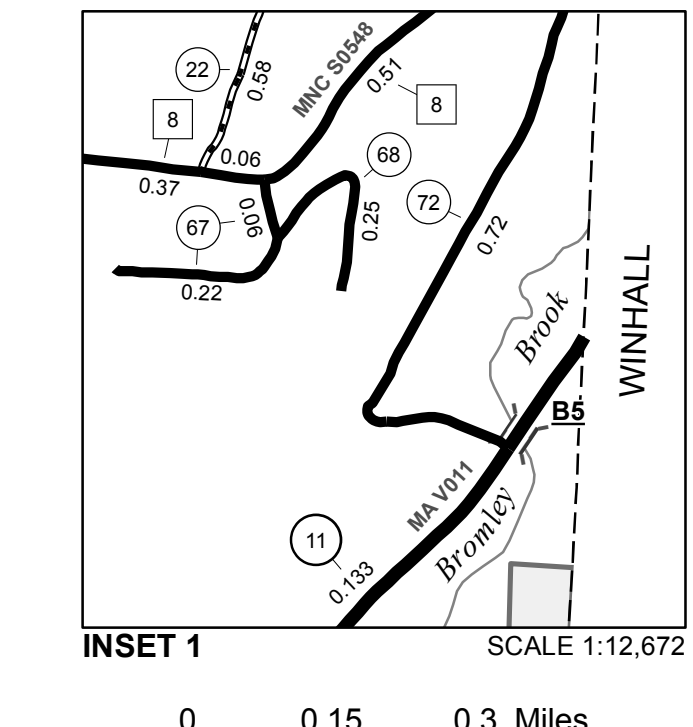 22
0.58
MNC S0548
0.51
8
8
0.06
0.37
68
67
0.06
0.25
72
0.72
0.22
Brook
WINHALL
B5
MA V011
Bromley
11
0.133
INSET 1
SCALE 1:12,672
0 0.15 0.3 Miles